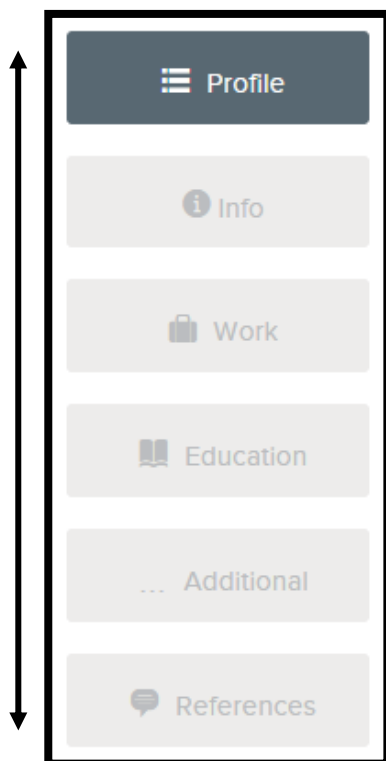 Profile
Info
Work
Education
... Additional
References